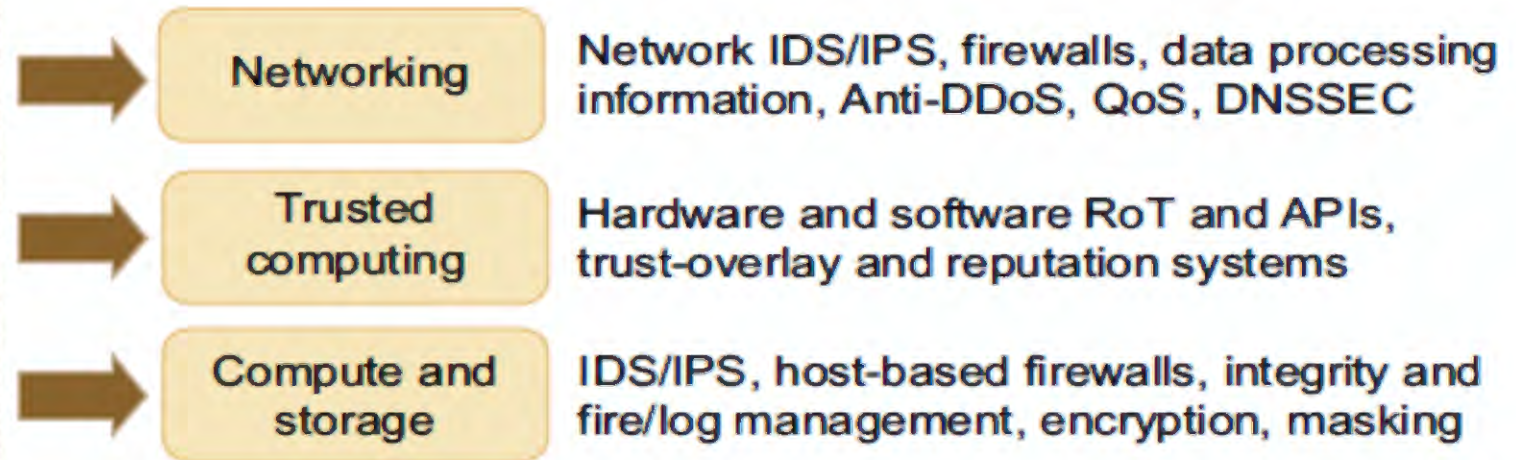 Networking
Network IDS/IPS, firewalls, data processing
information, Anti-DDoS, QoS, DNSSEC
Trusted
computing
Hardware and software RoT and APIs,
trust-overlay and reputation systems
Compute and
storage
IDS/IPS, host-based firewalls, integrity and
fire/log management, encryption, masking